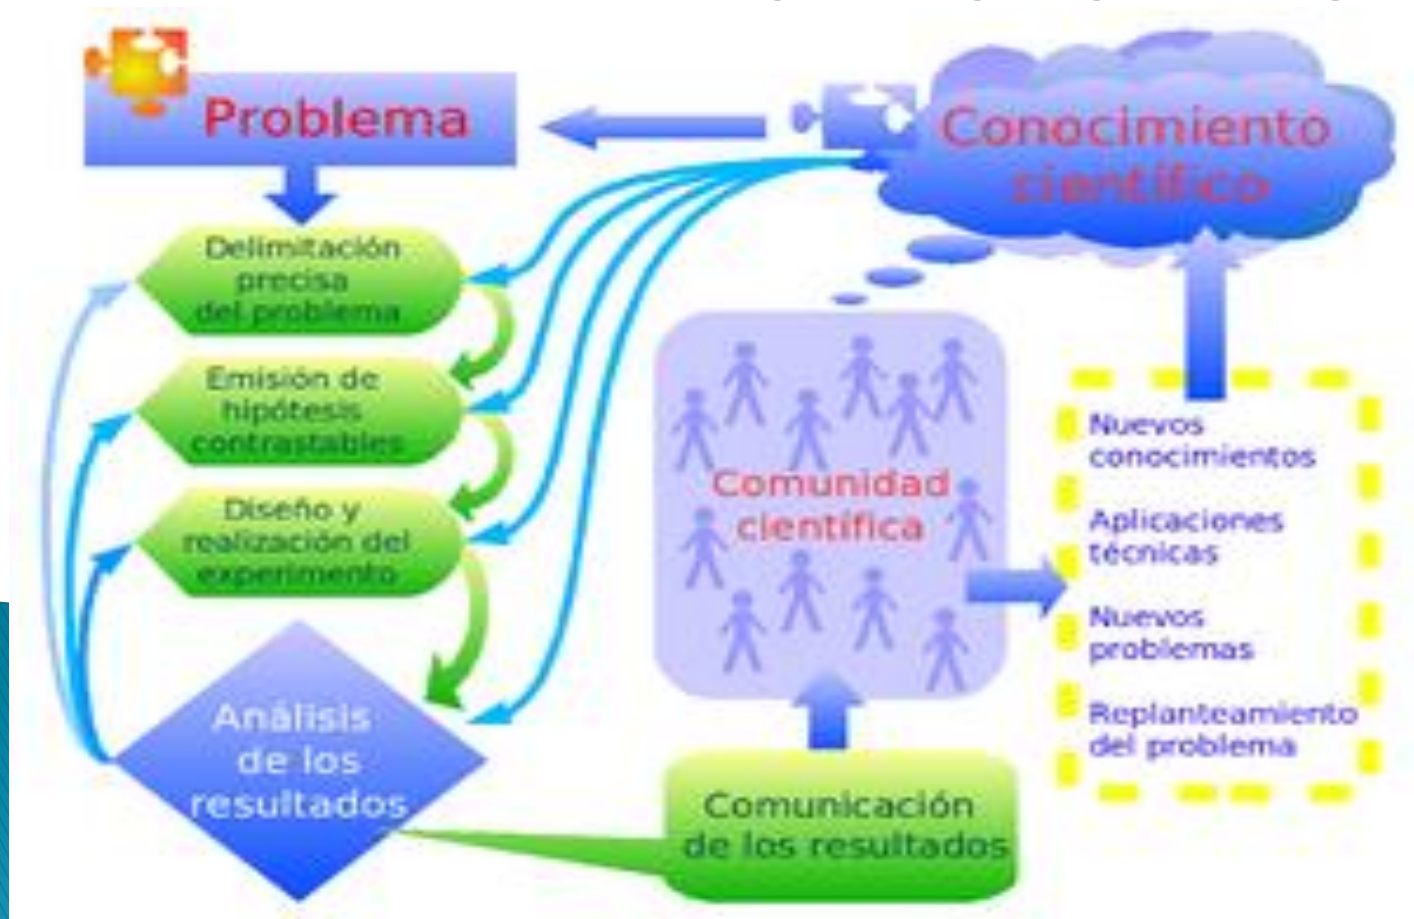 Problema
Conocimiento
científico
Delimitación
precisa
del problema
Emisión de
hipótesis
contrastables
Diseño y
realización del
experimento
Análisis
de los
resultados
Comunicación
de los resultados
Comunidad
científica
Nuevos
conocimientos
Aplicaciones
técnicas
Nuevos
problemas
Replanteamiento
del problema